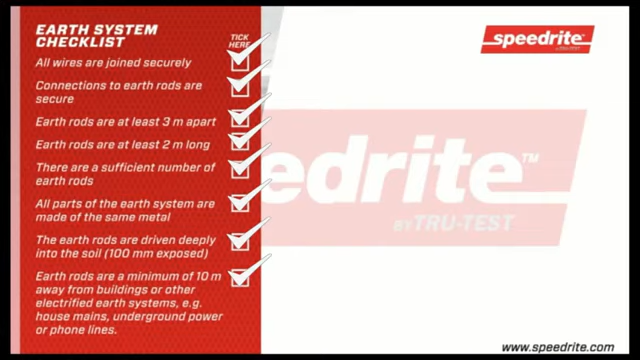 EARTH SYSTEM
CHECKLIST
TICK
HERE
All wires are joined securely
Connections to earth rods are
secure
Earth rods are at least 3 m apart
Earth rods are at least 2 m long
There are a sufficient number of
earth rods
All parts of the earth system are
made of the same metal
The earth rods are driven deeply
into the soil (100 mm exposed)
Earth rods are a minimum of 10 m
away from buildings or other
electrified earth systems, e.g.
house mains, underground power
or phone lines.
speedrite™
BY TRU-TEST
edrite™
BY TRU-TEST
www.speedrite.com